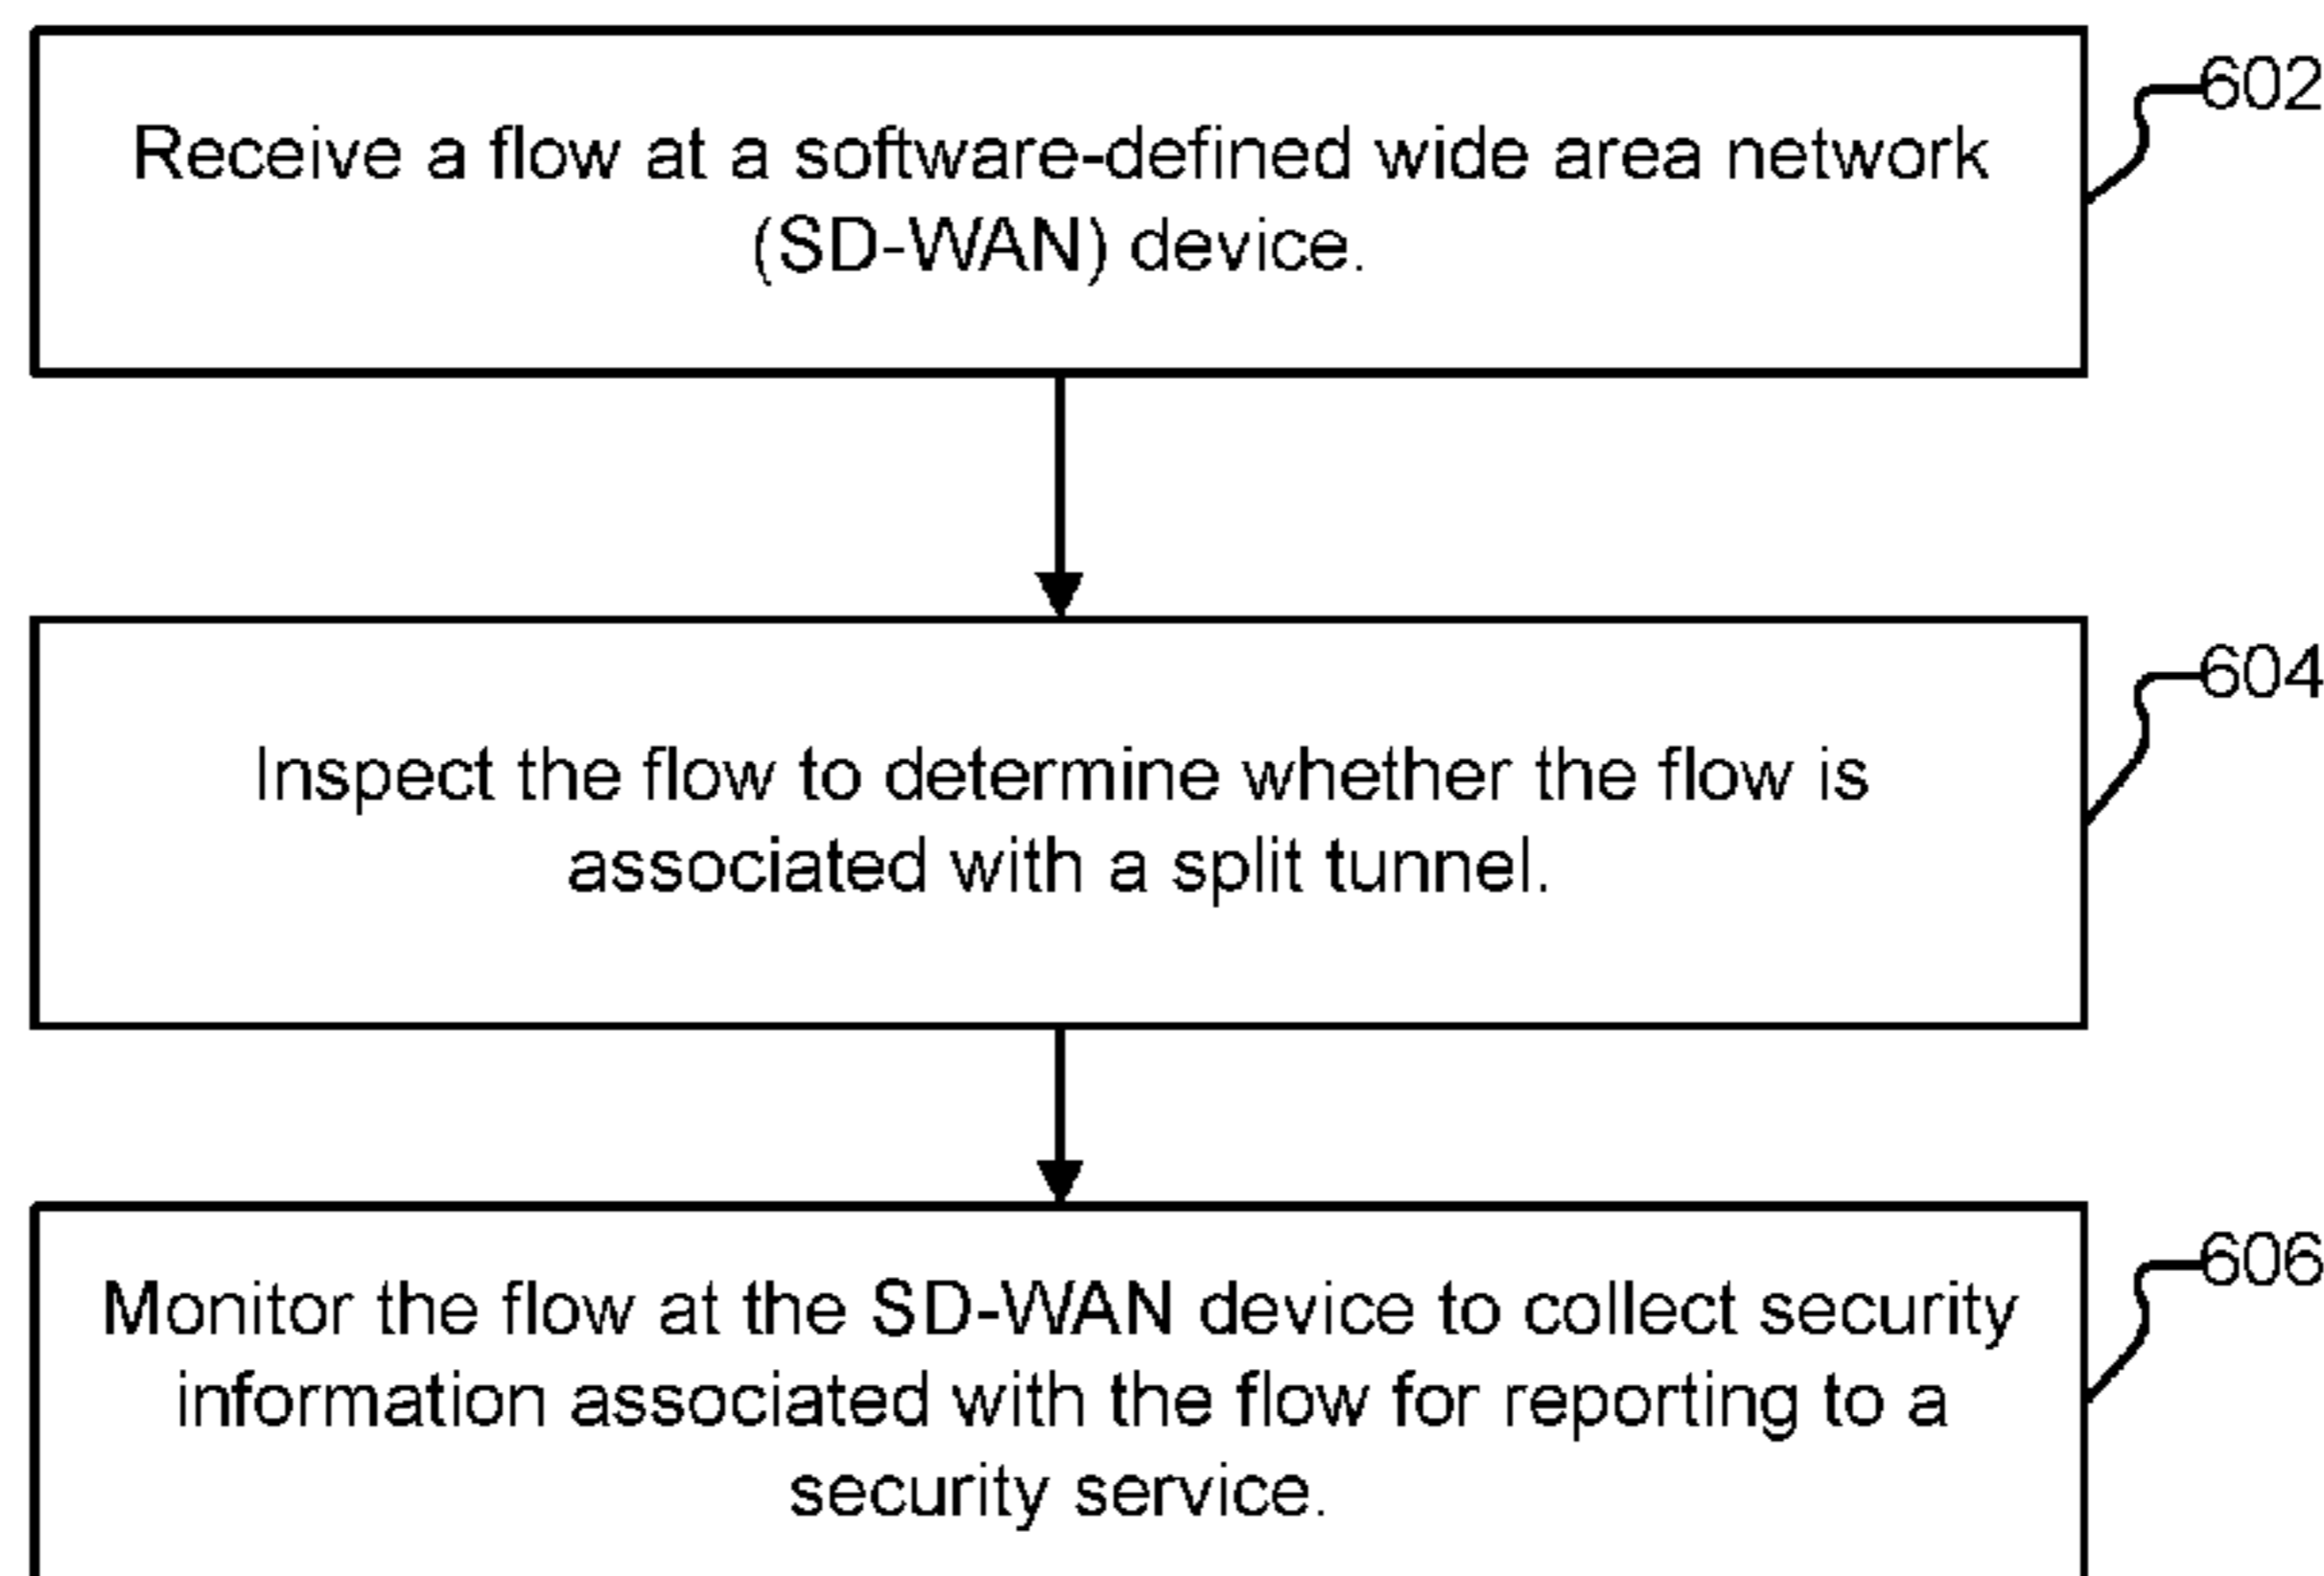 602
Receive a flow at a software-defined wide area network
(SD-WAN) device.
604
Inspect the flow to determine whether the flow is
associated with a split tunnel.
606
Monitor the flow at the SD-WAN device to collect security
information associated with the flow for reporting to a
security service.